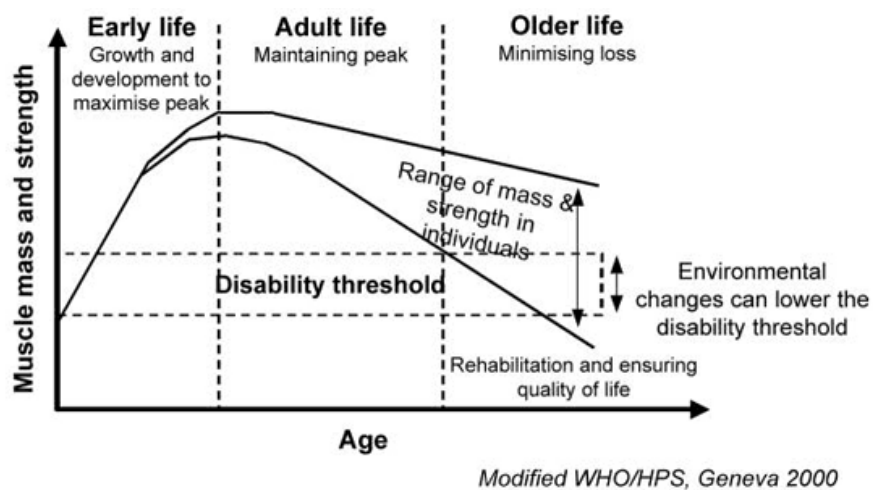 Early life
Growth and
development to
maximise peak
Adult life
Maintaining peak
Older life
Minimising loss
Muscle mass and strength
Range of mass &
strength in
individuals
Disability threshold
Environmental
changes can lower the
disability threshold
Rehabilitation and ensuring
quality of life
Age
Modified WHO/HPS, Geneva 2000